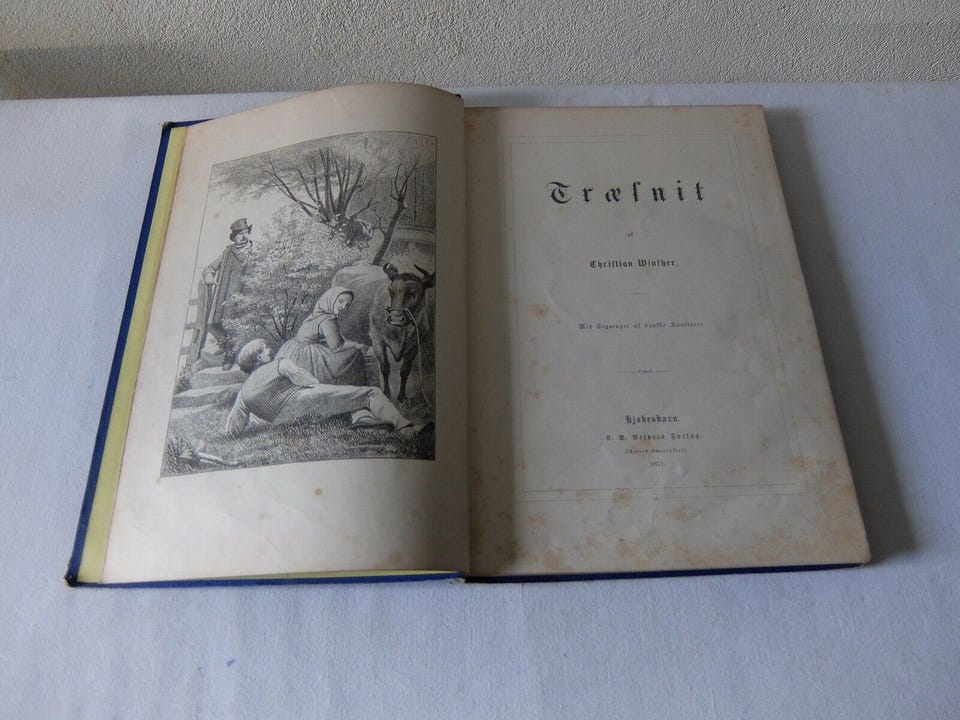 Træſnit
af
Chriſtian Winther.
Med Tegninger af danſke Kunſtnere.
Kjøbenhavn.
C. A. Reitzels Forlag.
1871.